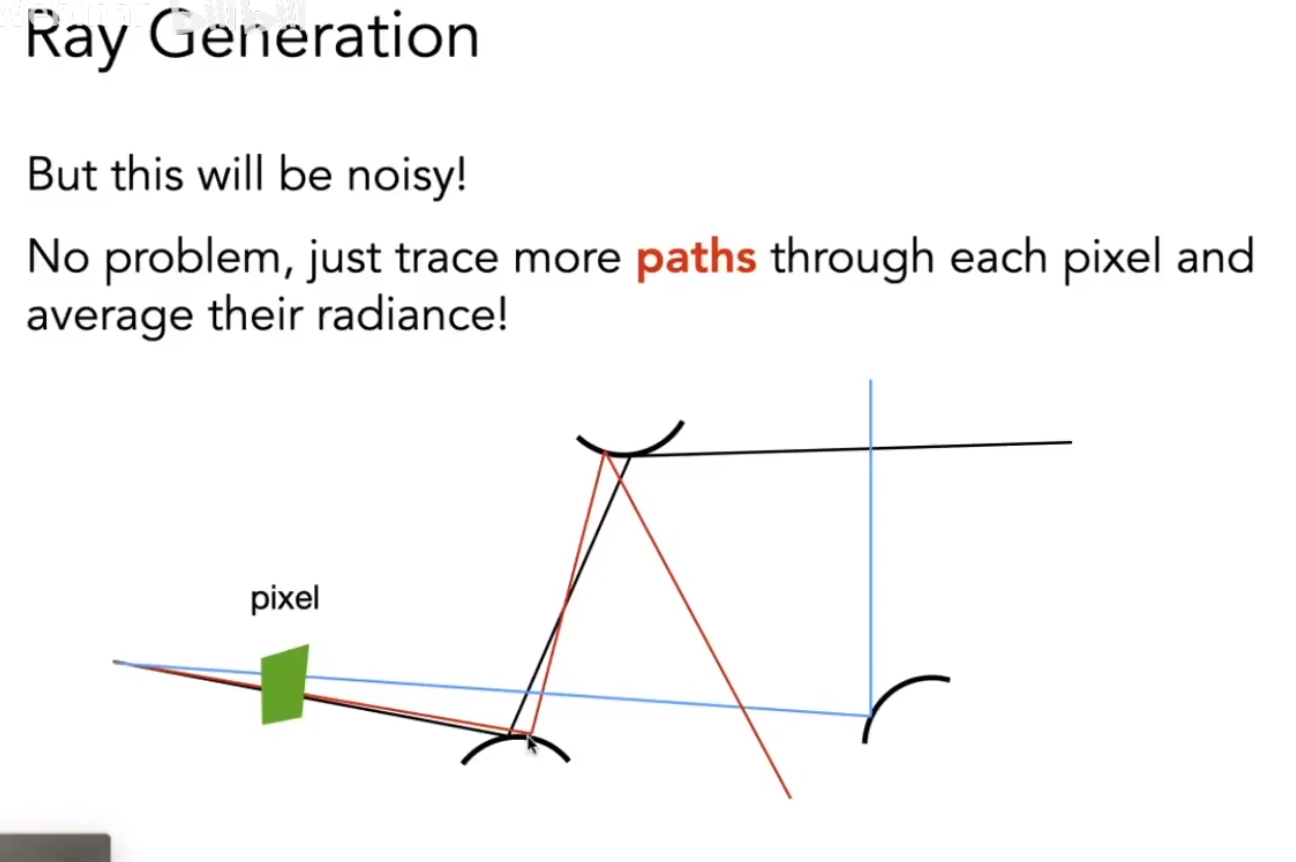 Ray Generation
But this will be noisy!
No problem, just trace more paths through each pixel and
average their radiance!
pixel